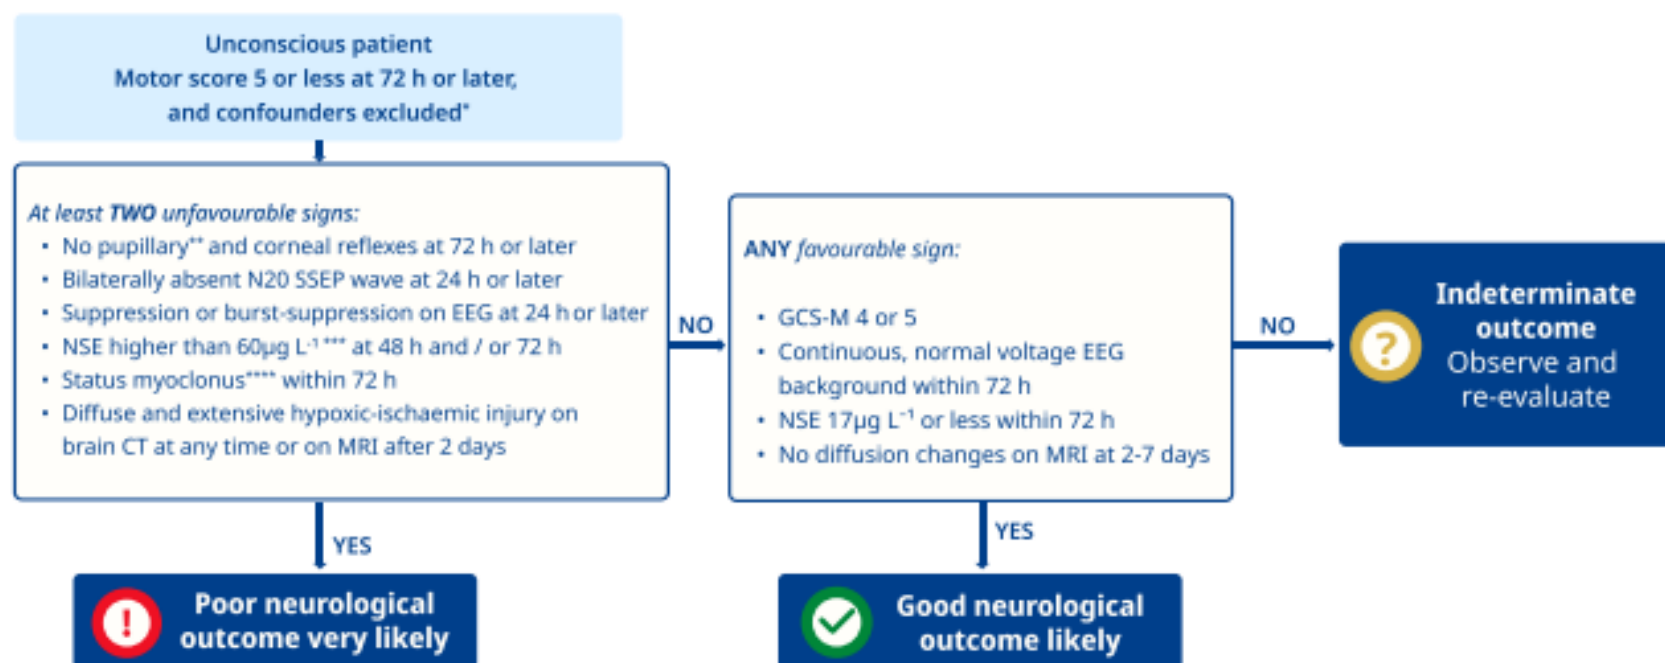 Unconscious patient
Motor score 5 or less at 72 h or later,
and confounders excluded*
At least TWO unfavourable signs:
• No pupillary** and corneal reflexes at 72 h or later
• Bilaterally absent N20 SSEP wave at 24 h or later
• Suppression or burst-suppression on EEG at 24 h or later
• NSE higher than 60µg L⁻¹ *** at 48 h and / or 72 h
• Status myoclonus**** within 72 h
• Diffuse and extensive hypoxic-ischaemic injury on
brain CT at any time or on MRI after 2 days
NO
ANY favourable sign:
• GCS-M 4 or 5
• Continuous, normal voltage EEG
background within 72 h
• NSE 17µg L⁻¹ or less within 72 h
• No diffusion changes on MRI at 2-7 days
NO
?
Indeterminate
outcome
Observe and
re-evaluate
YES
!
Poor neurological
outcome very likely
YES
Good neurological
outcome likely